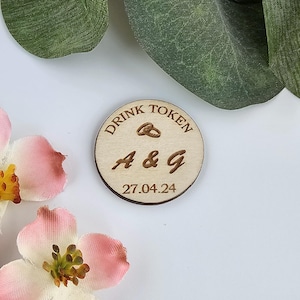 DRINK TOKEN
A & G
27.04.24